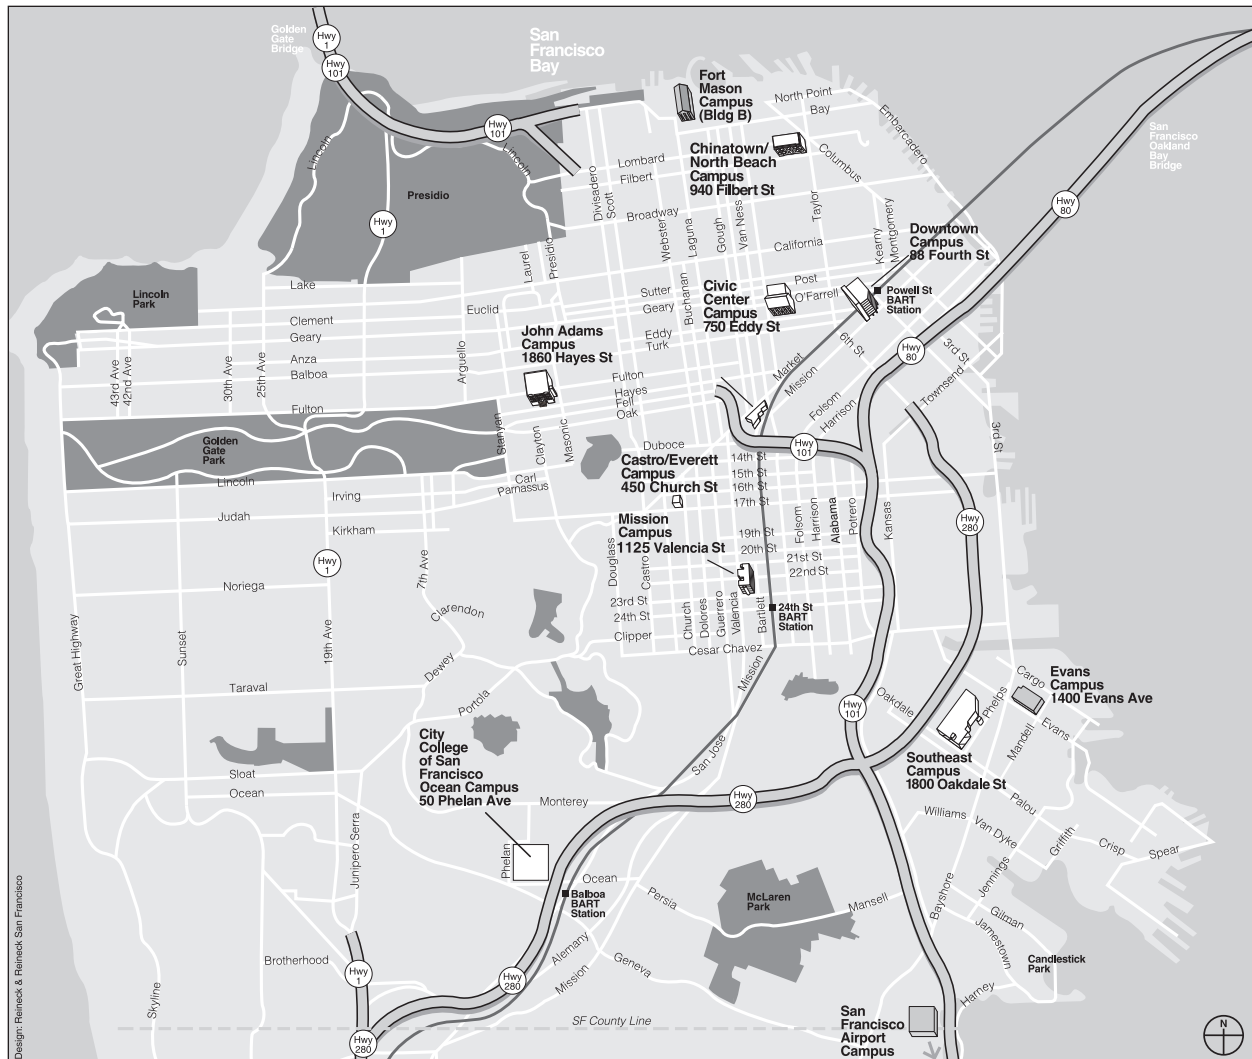 Golden
Gate
Bridge
Hwy
1
Hwy
101
San
Francisco
Bay
Hwy
101
Fort
Mason
Campus
(Bldg B)
North Point
Bay
Embarcadero
San
Francisco
Oakland
Bay
Bridge
Lincoln
Lincoln
Presidio
Hwy
1
Divisadero
Scott
Lombard
Filbert
Chinatown/
North Beach
Campus
940 Filbert St
Columbus
Taylor
Broadway
Webster
Laguna
Gough
Van Ness
California
Kearny
Montgomery
Hwy
80
Downtown
Campus
88 Fourth St
Powell St
BART
Station
Laurel
Presidio
Lincoln
Park
Lake
Clement
Geary
Anza
Balboa
Fulton
Euclid
Arguello
43rd Ave
42nd Ave
30th Ave
25th Ave
Sutter
Geary
Buchanan
Eddy
Turk
Post
O'Farrell
Civic
Center
Campus
750 Eddy St
John Adams
Campus
1860 Hayes St
Fulton
Hayes
Fell
Oak
Market
Mission
6th St
Hwy
80
3rd St
Townsend
3rd St
Folsom
Harrison
Golden
Gate
Park
Stanyan
Clayton
Masonic
Duboce
14th St
15th St
16th St
17th St
Hwy
101
Castro/Everett
Campus
450 Church St
Lincoln
Irving
Judah
Kirkham
Carl
Parnassus
Mission
Campus
1125 Valencia St
19th St
20th St
21st St
22nd St
Folsom
Harrison
Alabama
Potrero
Kansas
Hwy
280
Hwy
1
7th Ave
Noriega
Douglass
Castro
23rd St
24th St
Clipper
Church
Dolores
Guerrero
Valencia
Bartlett
24th St
BART
Station
Cesar Chavez
Mission
Clarendon
Dewey
Portola
Great Highway
Sunset
19th Ave
Taraval
Sloat
Ocean
City
College
of San
Francisco
Ocean Campus
50 Phelan Ave
San Jose
Hwy
101
Oakdale
Phelps
Cargo
Evans
Mandell
Evans
Campus
1400 Evans Ave
Southeast
Campus
1800 Oakdale St
Hwy
280
Monterey
Phelan
Junipero Serra
Ocean
Balboa
BART
Station
Persia
McLaren
Park
Mansell
Williams
Van Dyke
Palou
Griffith
Crisp
Spear
Bayshore
Jennings
Gilman
Jamestown
Candlestick
Park
Harney
Alemany
Mission
Geneva
Brotherhood
Skyline
Hwy
1
Hwy
280
Hwy
280
SF County Line
San
Francisco
Airport
Campus
N
Design: Reineck & Reineck San Francisco